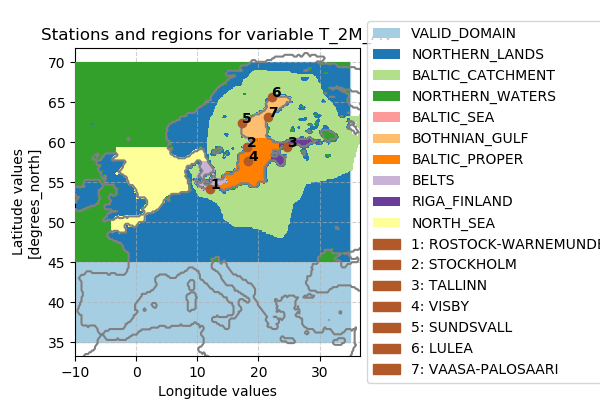 Stations and regions for variable T_2M_
70
65
60
55
50
45
40
35
−10
0
10
20
30
Longitude values
Latitude values
[degrees_north]
1
2
3
4
5
6
7
VALID_DOMAIN
NORTHERN_LANDS
BALTIC_CATCHMENT
NORTHERN_WATERS
BALTIC_SEA
BOTHNIAN_GULF
BALTIC_PROPER
BELTS
RIGA_FINLAND
NORTH_SEA
1: ROSTOCK-WARNEMUNDE
2: STOCKHOLM
3: TALLINN
4: VISBY
5: SUNDSVALL
6: LULEA
7: VAASA-PALOSAARI